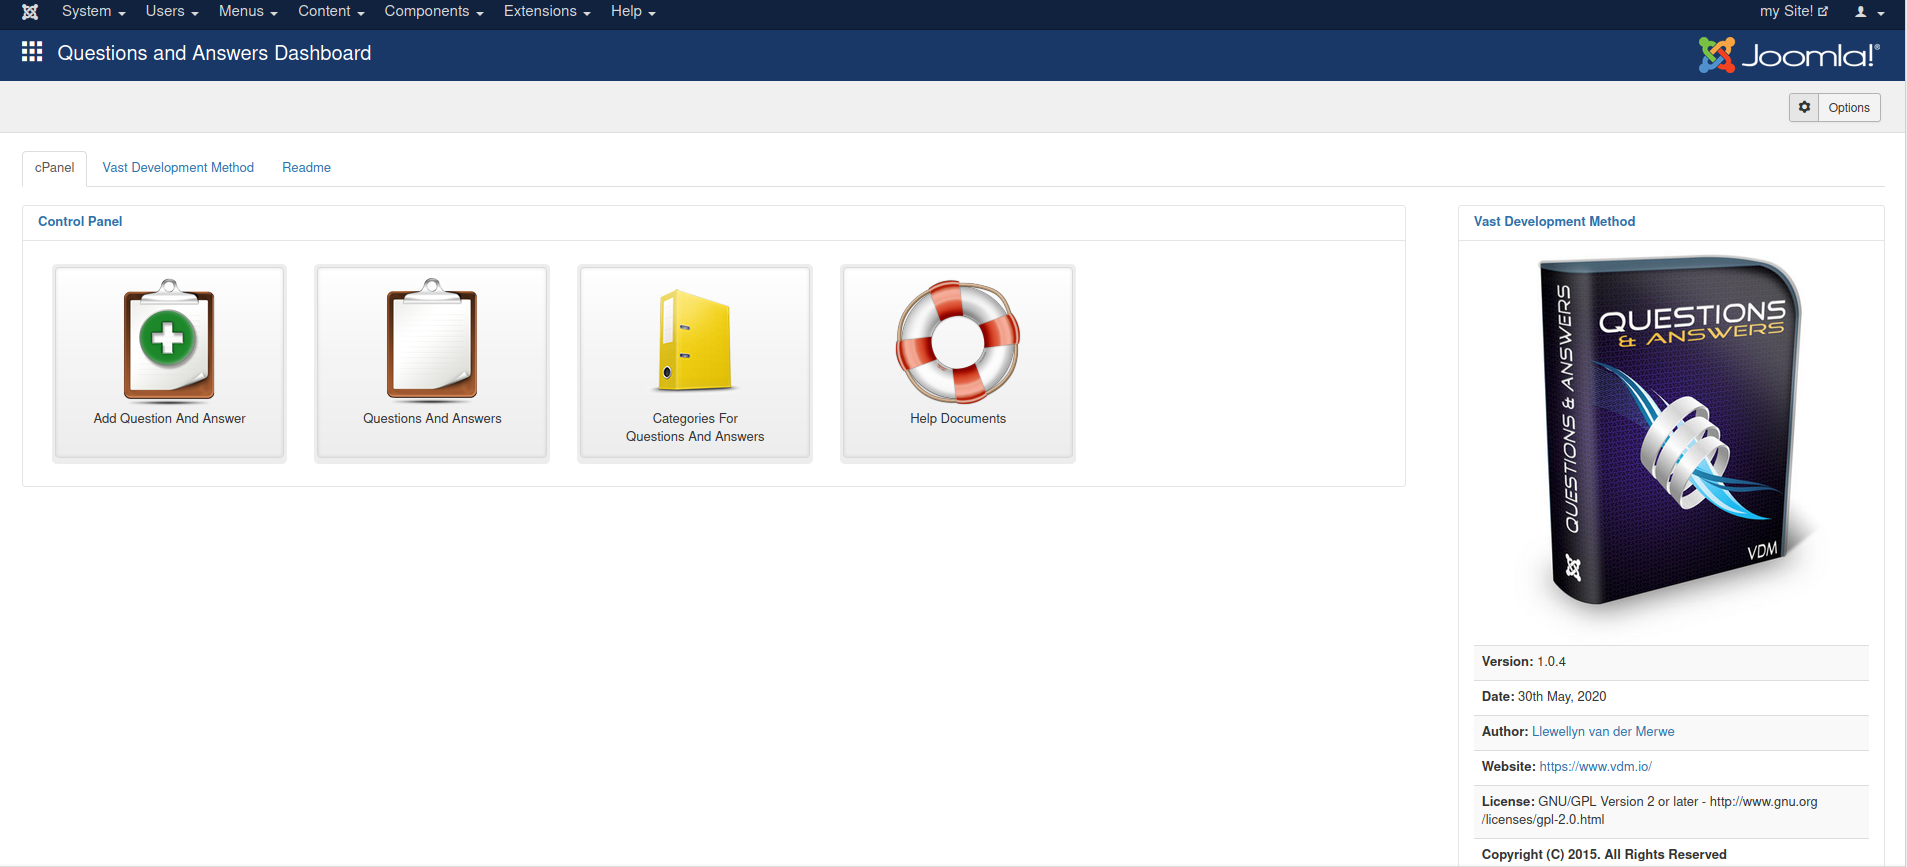 System Users Menus Content Components Extensions Help my Site!
Questions and Answers Dashboard
Joomla!®
Options
cPanel Vast Development Method Readme
Control Panel
Add Question And Answer
Questions And Answers
Categories For
Questions And Answers
Help Documents
Vast Development Method
QUESTIONS & ANSWERS
QUESTIONS
& ANSWERS
VDM
Version: 1.0.4
Date: 30th May, 2020
Author: Llewellyn van der Merwe
Website: https://www.vdm.io/
License: GNU/GPL Version 2 or later - http://www.gnu.org
/licenses/gpl-2.0.html
Copyright (C) 2015. All Rights Reserved